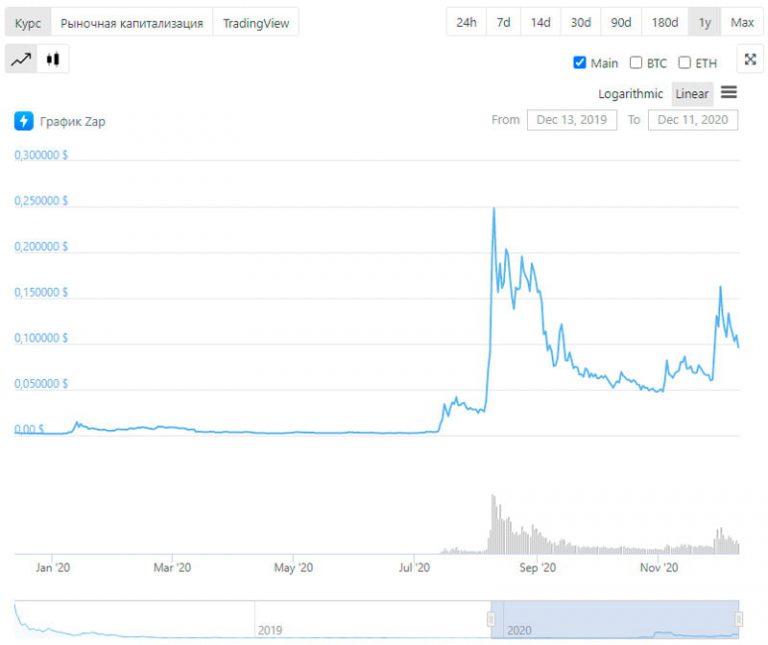 Курс Рыночная капитализация TradingView 24h 7d 14d 30d 90d 180d 1y Max
Main BTC ETH
Logarithmic Linear
График Zap From Dec 13, 2019 To Dec 11, 2020
0,300000 $
0,250000 $
0,200000 $
0,150000 $
0,100000 $
0,050000 $
0,00 $
Jan '20 Mar '20 May '20 Jul '20 Sep '20 Nov '20
2019 2020